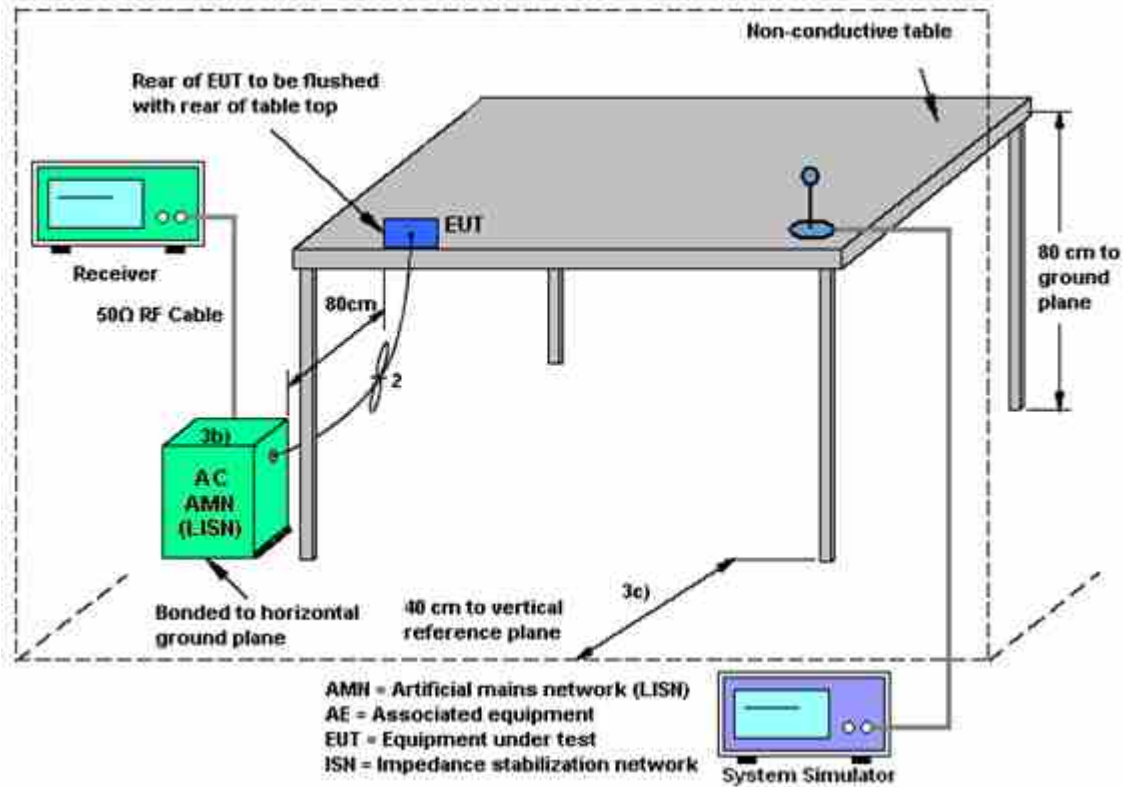 Non-conductive table
Rear of EUT to be flushed
with rear of table top
EUT
Receiver
80cm
80 cm to
ground
plane
50Ω RF Cable
2
3b)
AC
AMN
(LISN)
3c)
Bonded to horizontal
ground plane
40 cm to vertical
reference plane
AMN = Artificial mains network (LISN)
AE = Associated equipment
EUT = Equipment under test
ISN = Impedance stabilization network
System Simulator